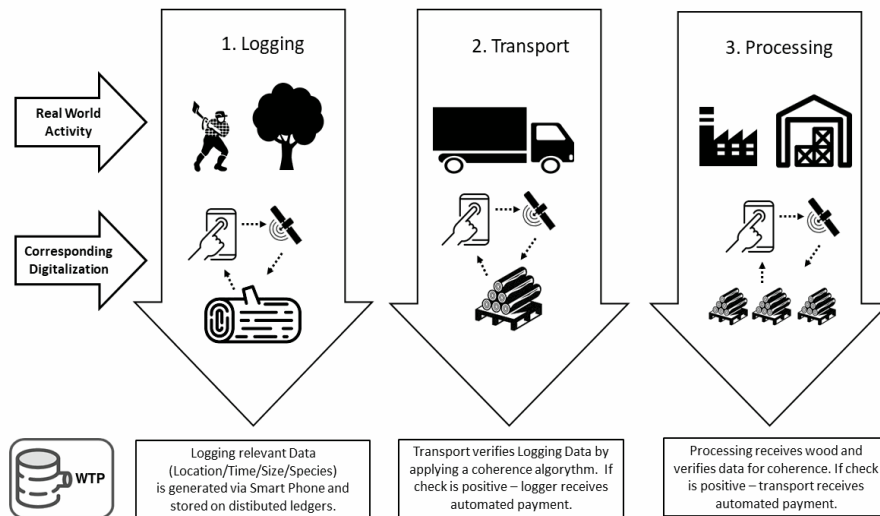 1. Logging
2. Transport
3. Processing
Real World
Activity
Corresponding
Digitalization
WTP
Logging relevant Data
(Location/Time/Size/Species)
is generated via Smart Phone and
stored on distibuted ledgers.
Transport verifies Logging Data by
applying a coherence algorythm. If
check is positive – logger receives
automated payment.
Processing receives wood and
verifies data for coherence. If check
is positive – transport receives
automated payment.